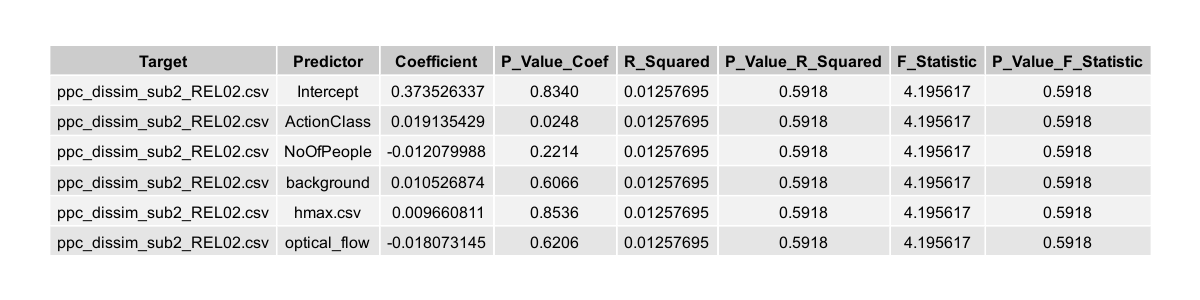 Target Predictor Coefficient P_Value_Coef R_Squared P_Value_R_Squared F_Statistic P_Value_F_Statistic
ppc_dissim_sub2_REL02.csv Intercept 0.373526337 0.8340 0.01257695 0.5918 4.195617 0.5918
ppc_dissim_sub2_REL02.csv ActionClass 0.019135429 0.0248 0.01257695 0.5918 4.195617 0.5918
ppc_dissim_sub2_REL02.csv NoOfPeople -0.012079988 0.2214 0.01257695 0.5918 4.195617 0.5918
ppc_dissim_sub2_REL02.csv background 0.010526874 0.6066 0.01257695 0.5918 4.195617 0.5918
ppc_dissim_sub2_REL02.csv hmax.csv 0.009660811 0.8536 0.01257695 0.5918 4.195617 0.5918
ppc_dissim_sub2_REL02.csv optical_flow -0.018073145 0.6206 0.01257695 0.5918 4.195617 0.5918